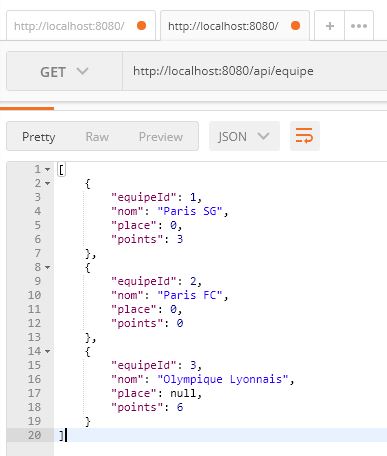 http://localhost:8080/ http://localhost:8080/ + •••
GET http://localhost:8080/api/equipe
Pretty Raw Preview JSON
1 [
2 {
3 "equipeId": 1,
4 "nom": "Paris SG",
5 "place": 0,
6 "points": 3
7 },
8 {
9 "equipeId": 2,
10 "nom": "Paris FC",
11 "place": 0,
12 "points": 0
13 },
14 {
15 "equipeId": 3,
16 "nom": "Olympique Lyonnais",
17 "place": null,
18 "points": 6
19 }
20 ]